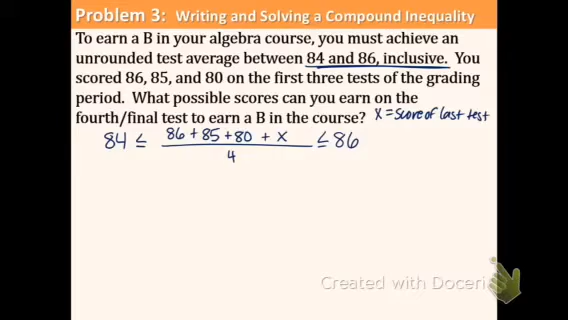 Problem 3: Writing and Solving a Compound Inequality
To earn a B in your algebra course, you must achieve an
unrounded test average between 84 and 86, inclusive. You
scored 86, 85, and 80 on the first three tests of the grading
period. What possible scores can you earn on the
fourth/final test to earn a B in the course? x = score of last test
84 ≤ 86 + 85 + 80 + x ≤ 86
4
Created with Doceri